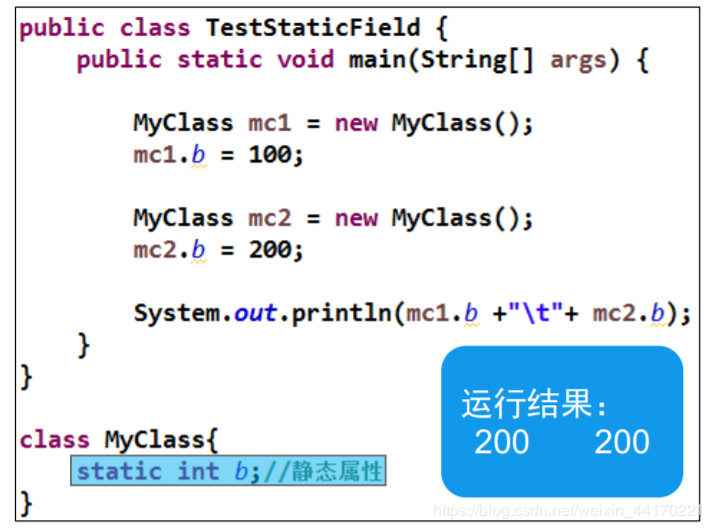 public class TestStaticField {
public static void main(String[] args) {
MyClass mc1 = new MyClass();
mc1.b = 100;
MyClass mc2 = new MyClass();
mc2.b = 200;
System.out.println(mc1.b +"\t"+ mc2.b);
}
}
class MyClass{
static int b;//静态属性
}
运行结果：
200 200
https://blog.csdn.net/weixin_44170221